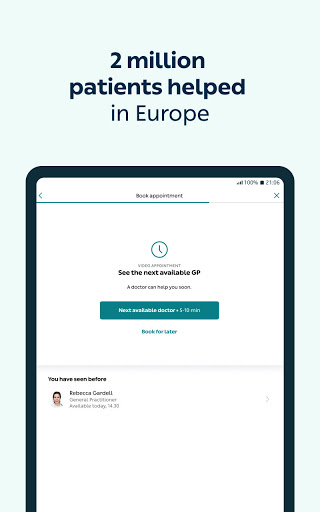 2 million
patients helped
in Europe
100% 21:06
Book appointment
VIDEO APPOINTMENT
See the next available GP
A doctor can help you soon.
Next available doctor • 5-10 min
Book for later
You have seen before
Rebecca Gardell
General Practitioner
Available today, 14:30